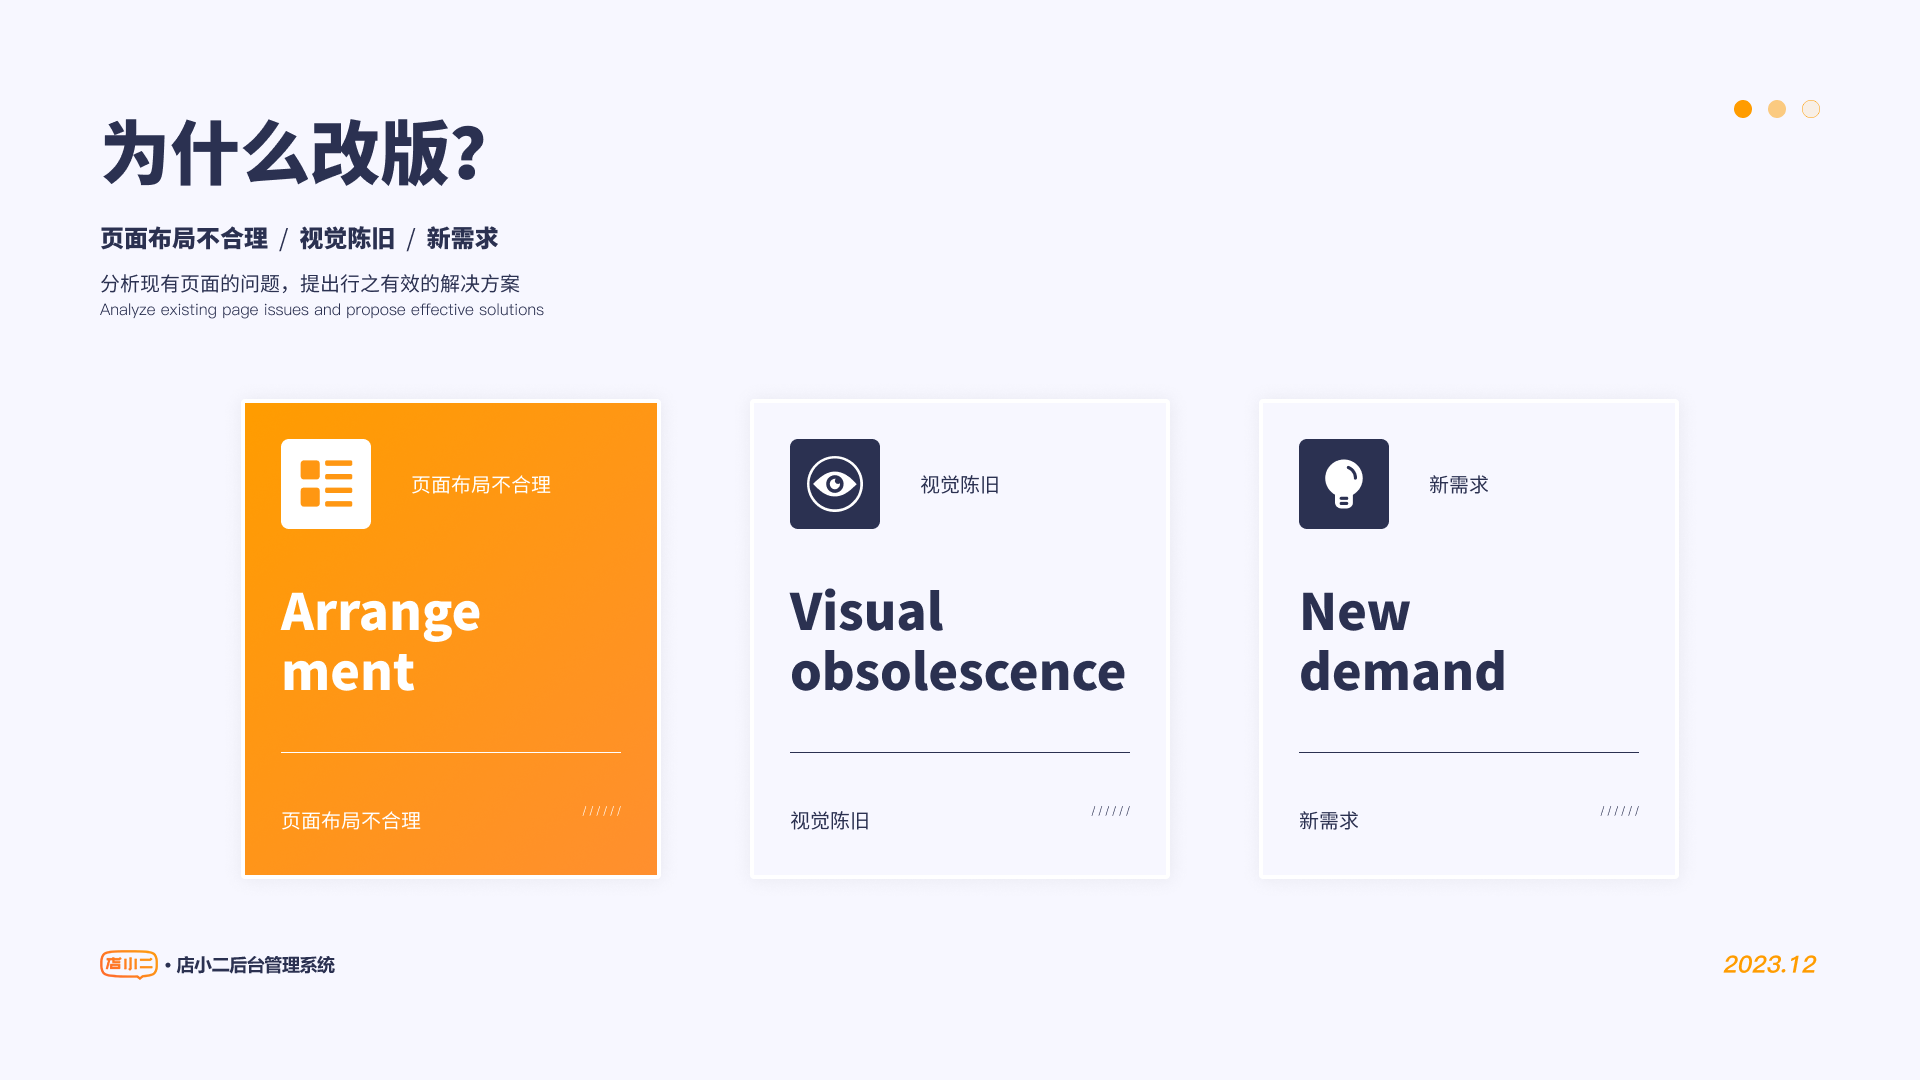 为什么改版?
页面布局不合理 / 视觉陈旧 / 新需求
分析现有页面的问题，提出行之有效的解决方案
Analyze existing page issues and propose effective solutions
页面布局不合理
Arrange
ment
页面布局不合理
//////
视觉陈旧
Visual
obsolescence
视觉陈旧
//////
新需求
New
demand
新需求
//////
店小二 · 店小二后台管理系统
2023.12